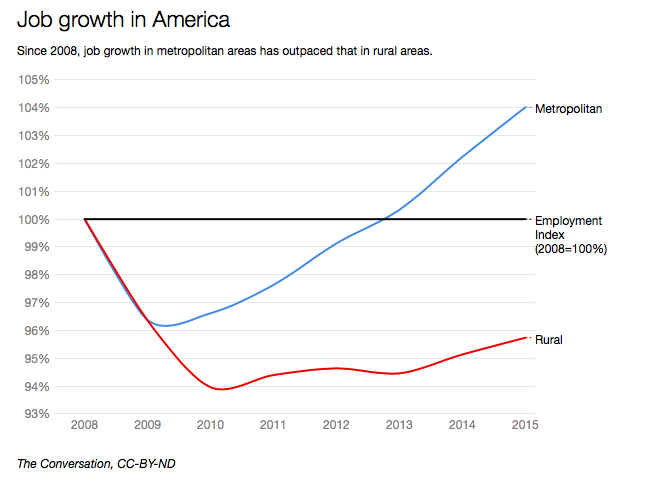 Job growth in America
Since 2008, job growth in metropolitan areas has outpaced that in rural areas.
105%
104%
103%
102%
101%
100%
99%
98%
97%
96%
95%
94%
93%
Metropolitan
Employment
Index
(2008=100%)
Rural
2008 2009 2010 2011 2012 2013 2014 2015
The Conversation, CC-BY-ND